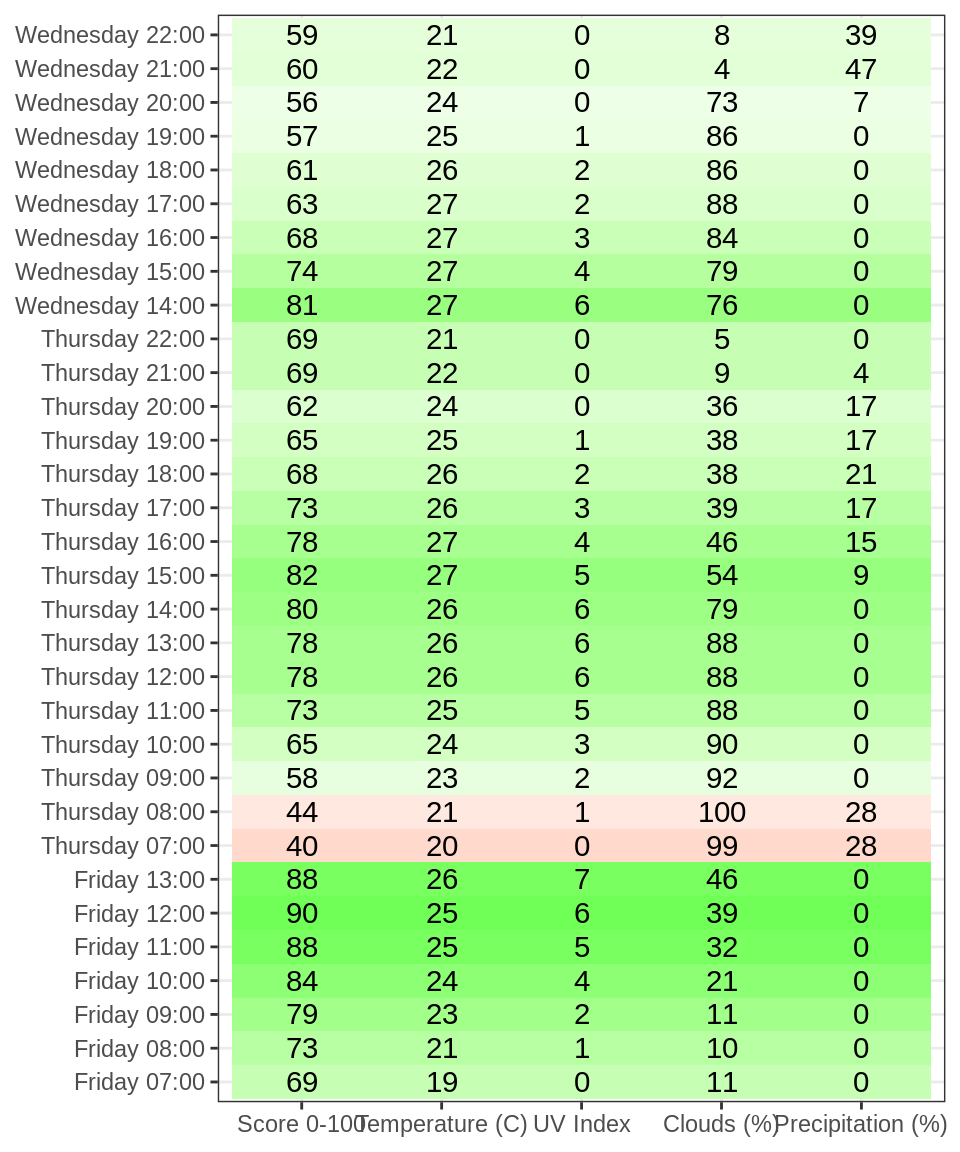 Wednesday 22:00 59 21 0 8 39
Wednesday 21:00 60 22 0 4 47
Wednesday 20:00 56 24 0 73 7
Wednesday 19:00 57 25 1 86 0
Wednesday 18:00 61 26 2 86 0
Wednesday 17:00 63 27 2 88 0
Wednesday 16:00 68 27 3 84 0
Wednesday 15:00 74 27 4 79 0
Wednesday 14:00 81 27 6 76 0
Thursday 22:00 69 21 0 5 0
Thursday 21:00 69 22 0 9 4
Thursday 20:00 62 24 0 36 17
Thursday 19:00 65 25 1 38 17
Thursday 18:00 68 26 2 38 21
Thursday 17:00 73 26 3 39 17
Thursday 16:00 78 27 4 46 15
Thursday 15:00 82 27 5 54 9
Thursday 14:00 80 26 6 79 0
Thursday 13:00 78 26 6 88 0
Thursday 12:00 78 26 6 88 0
Thursday 11:00 73 25 5 88 0
Thursday 10:00 65 24 3 90 0
Thursday 09:00 58 23 2 92 0
Thursday 08:00 44 21 1 100 28
Thursday 07:00 40 20 0 99 28
Friday 13:00 88 26 7 46 0
Friday 12:00 90 25 6 39 0
Friday 11:00 88 25 5 32 0
Friday 10:00 84 24 4 21 0
Friday 09:00 79 23 2 11 0
Friday 08:00 73 21 1 10 0
Friday 07:00 69 19 0 11 0
Score 0-100 Temperature (C) UV Index Clouds (%) Precipitation (%)